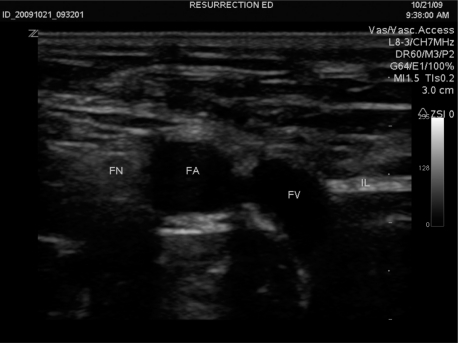 RESURRECTION ED
ID_20091021_093201
10/21/09
9:38:00 AM
Vas/Vasc.Access
L8-3/CH7MHz
DR60/M3/P2
G64/E1/100%
MI1.5 TIs0.2
3.0 cm
ZSI 0
255
128
0
FN
FA
FV
IL
Z